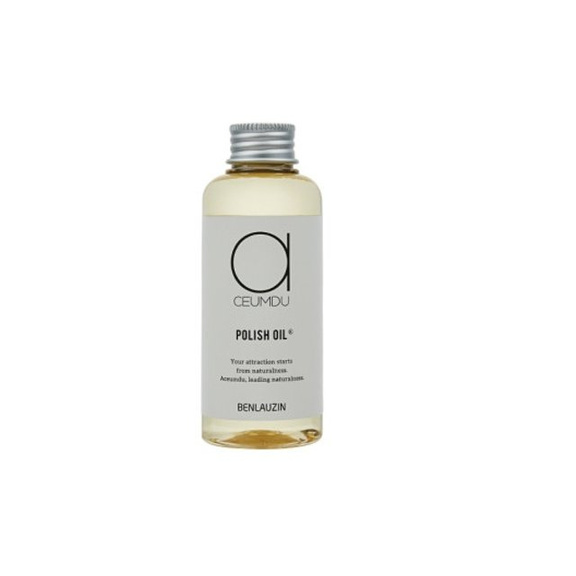 a
CEUMDU
POLISH OIL®
Your attraction starts
from naturalness.
Aceumdu, leading naturalness.
BENLAUZIN